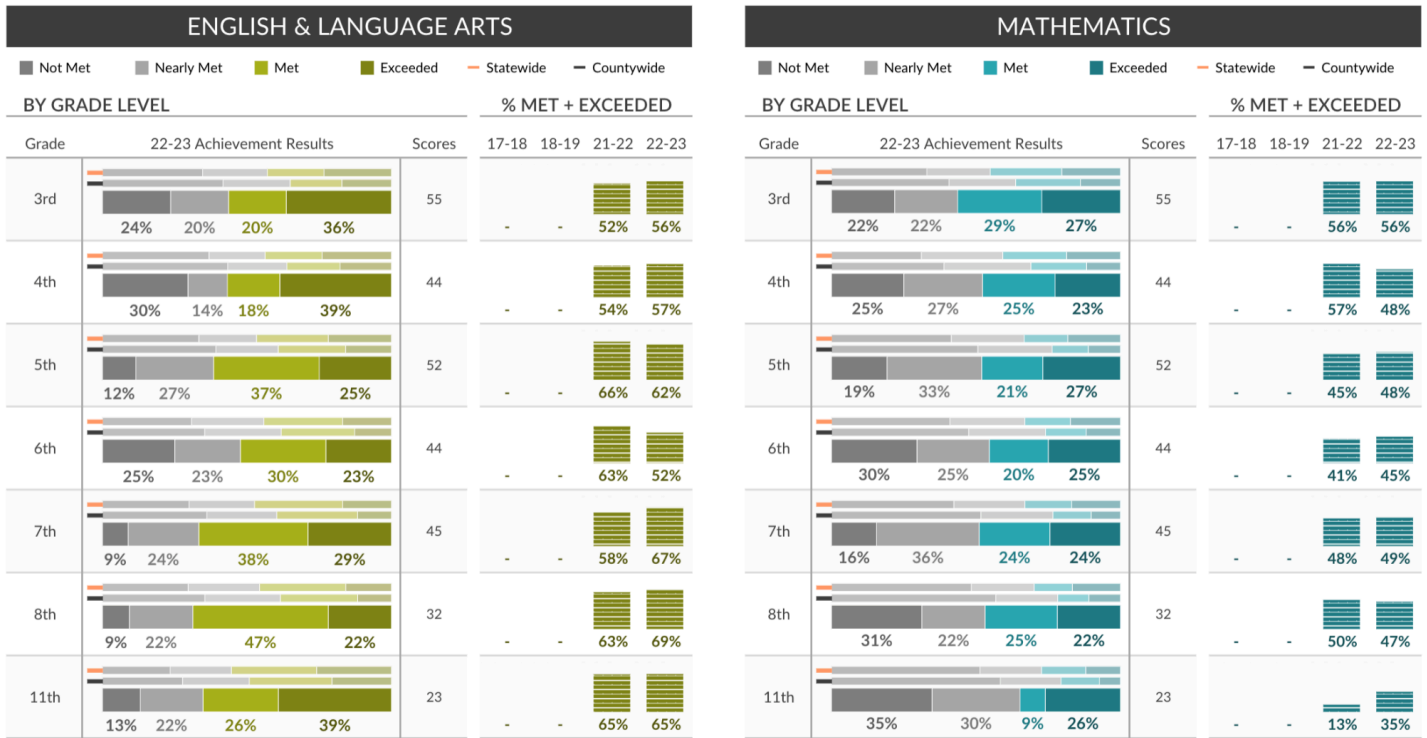 ENGLISH & LANGUAGE ARTS
Not Met Nearly Met Met Exceeded Statewide Countywide
BY GRADE LEVEL % MET + EXCEEDED
Grade 22-23 Achievement Results Scores 17-18 18-19 21-22 22-23
3rd 55
24% 20% 20% 36% - - 52% 56%
4th 44
30% 14% 18% 39% - - 54% 57%
5th 52
12% 27% 37% 25% - - 66% 62%
6th 44
25% 23% 30% 23% - - 63% 52%
7th 45
9% 24% 38% 29% - - 58% 67%
8th 32
9% 22% 47% 22% - - 63% 69%
11th 23
13% 22% 26% 39% - - 65% 65%
MATHEMATICS
Not Met Nearly Met Met Exceeded Statewide Countywide
BY GRADE LEVEL % MET + EXCEEDED
Grade 22-23 Achievement Results Scores 17-18 18-19 21-22 22-23
3rd 55
22% 22% 29% 27% - - 56% 56%
4th 44
25% 27% 25% 23% - - 57% 48%
5th 52
19% 33% 21% 27% - - 45% 48%
6th 44
30% 25% 20% 25% - - 41% 45%
7th 45
16% 36% 24% 24% - - 48% 49%
8th 32
31% 22% 25% 22% - - 50% 47%
11th 23
35% 30% 9% 26% - - 13% 35%